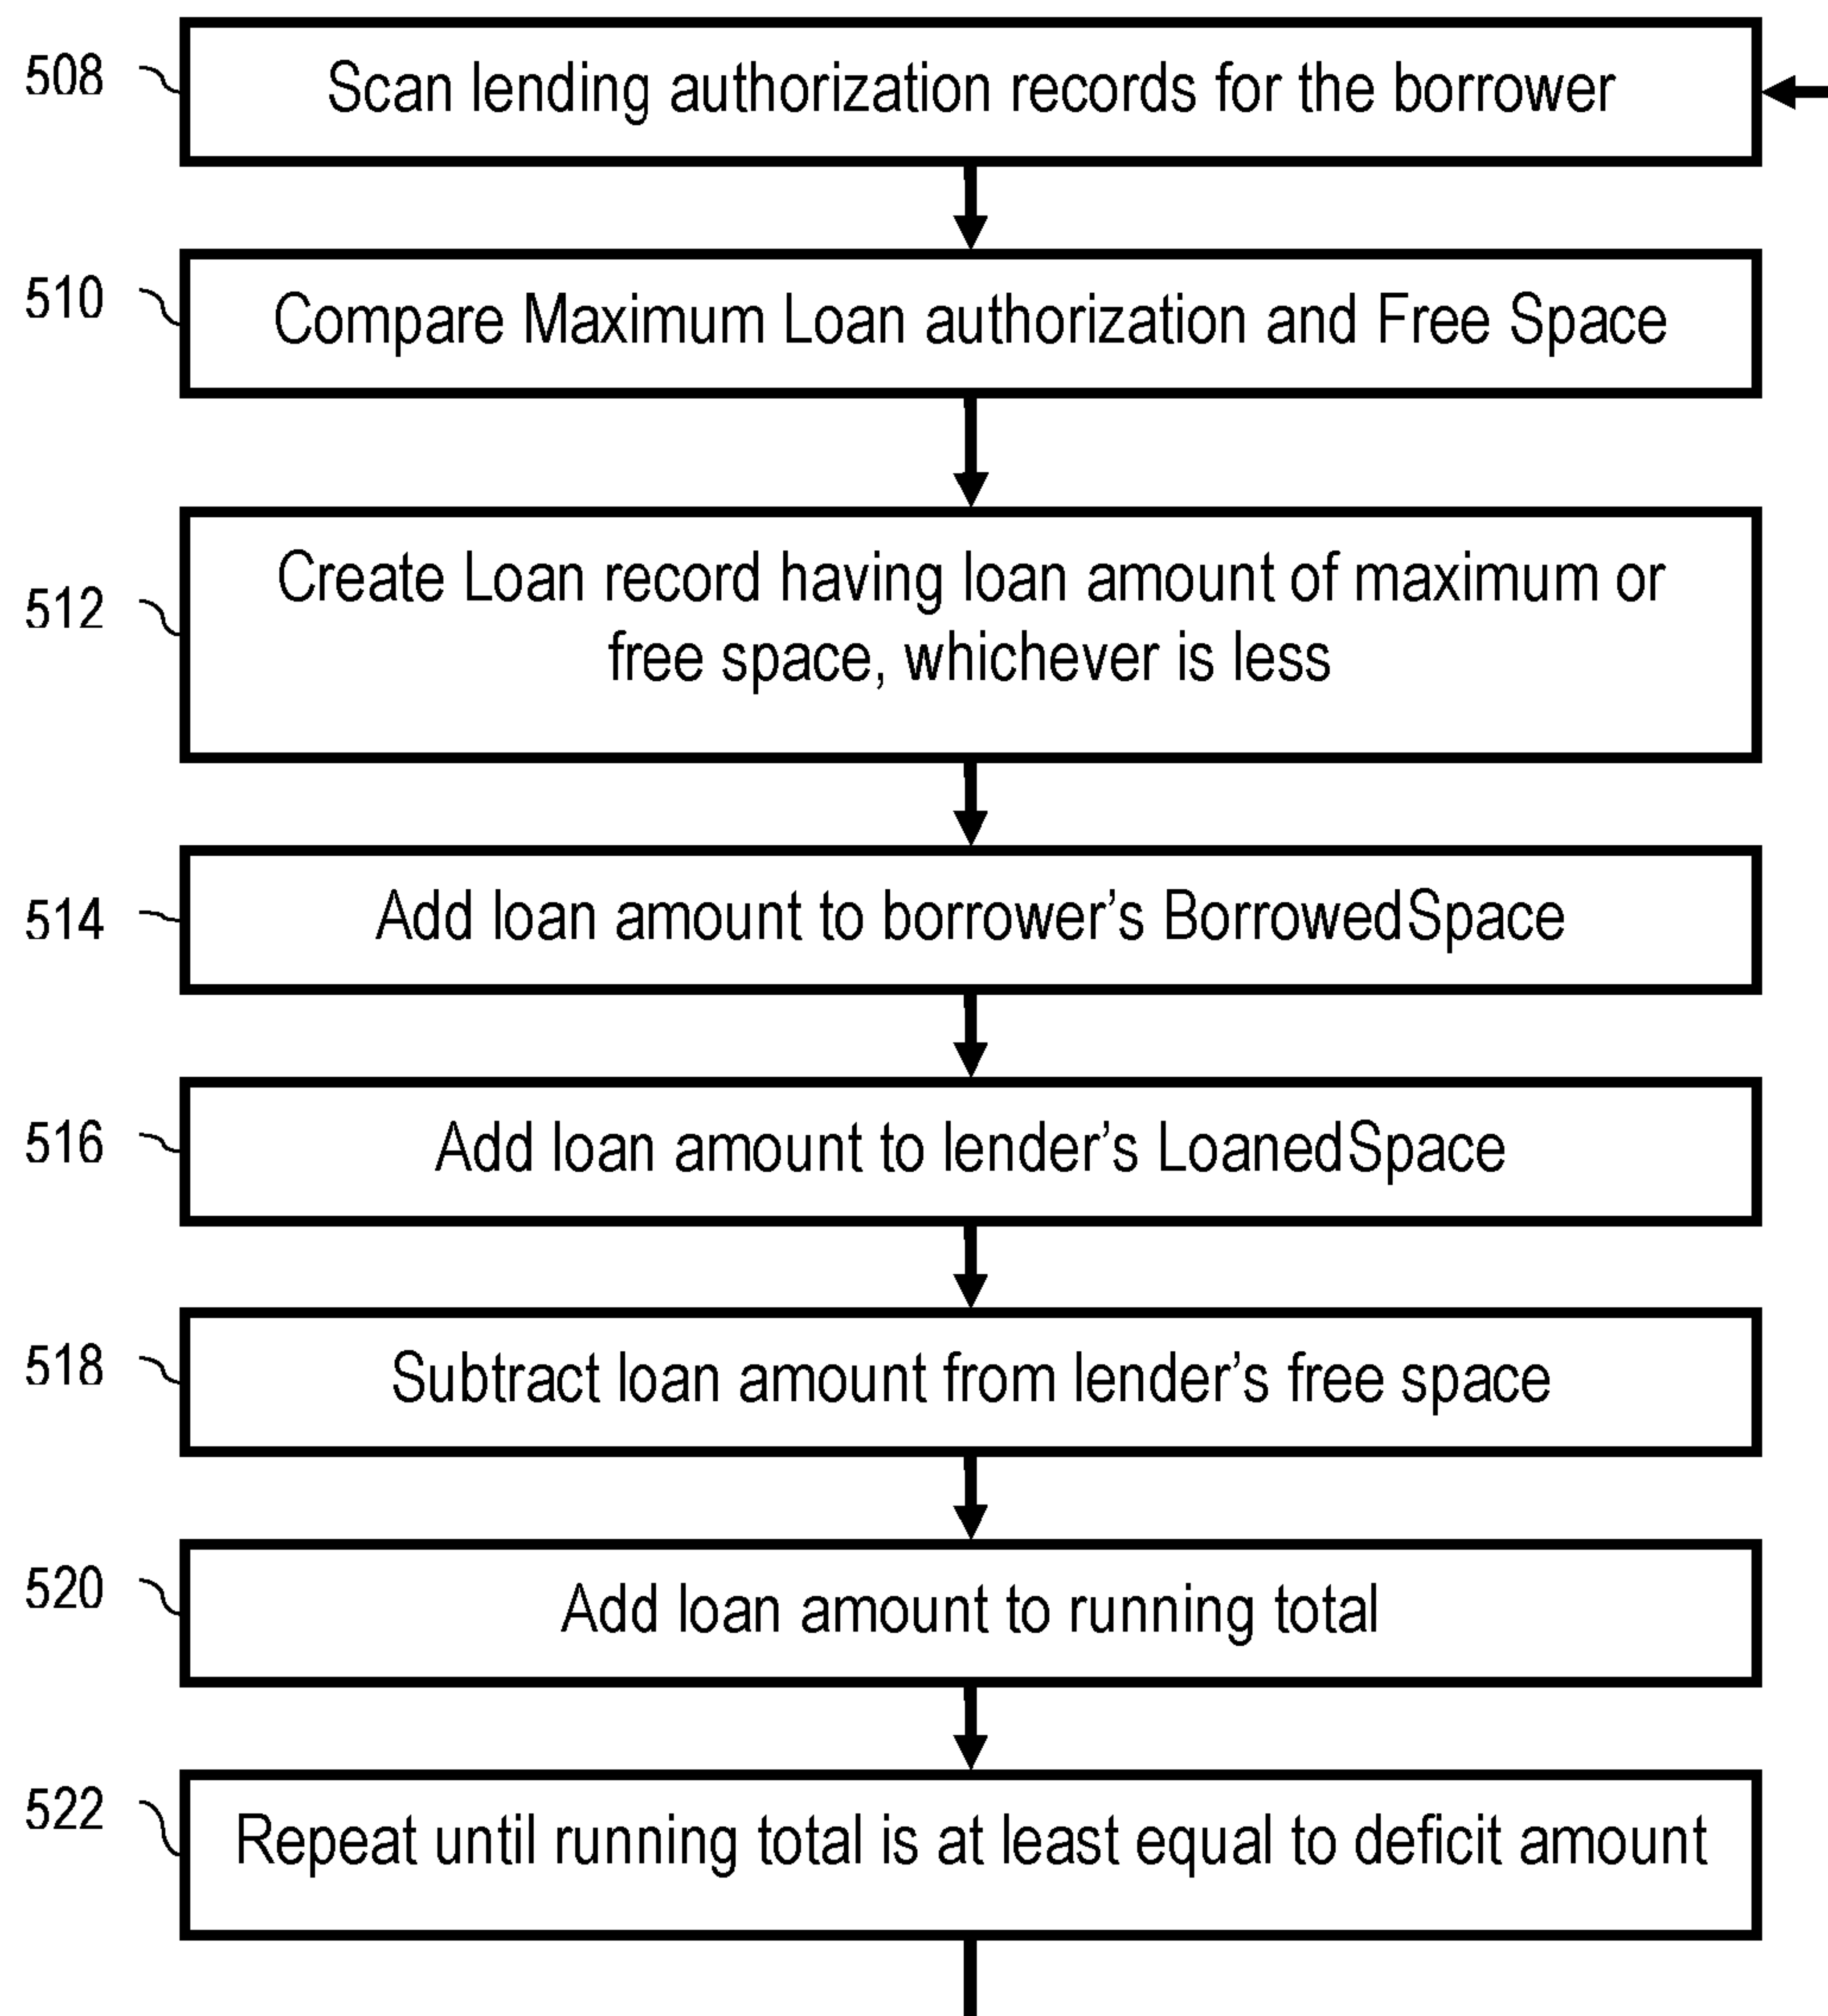 508
Scan lending authorization records for the borrower
510
Compare Maximum Loan authorization and Free Space
512
Create Loan record having loan amount of maximum or
free space, whichever is less
514
Add loan amount to borrower’s BorrowedSpace
516
Add loan amount to lender’s LoanedSpace
518
Subtract loan amount from lender’s free space
520
Add loan amount to running total
522
Repeat until running total is at least equal to deficit amount